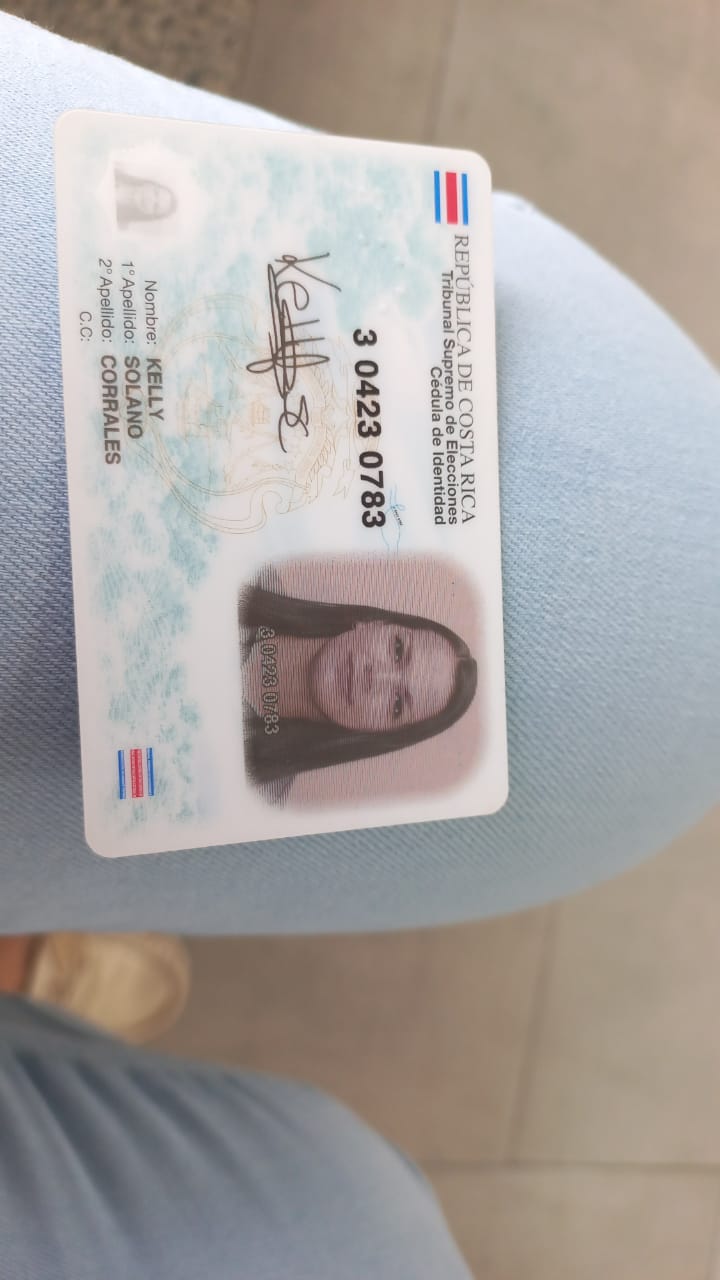 REPÚBLICA DE COSTA RICA
Tribunal Supremo de Elecciones
Cédula de Identidad
3 0423 0783
3 0423 0783
Nombre: KELLY
1° Apellido: SOLANO
2° Apellido: CORRALES
C.C: